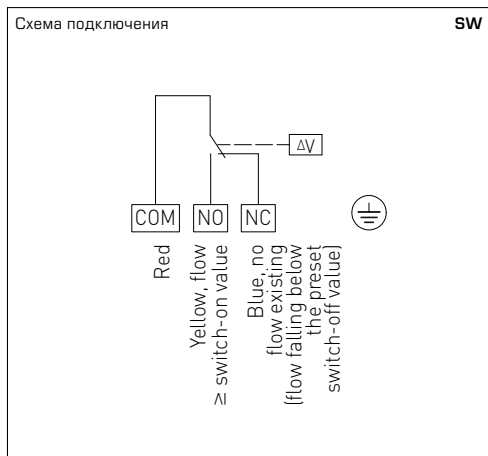 Схема подключения
SW
ΔV
COM
NO
NC
Red
Yellow, flow
≥ switch-on value
Blue, no
flow existing
(flow falling below
the preset
switch-off value)